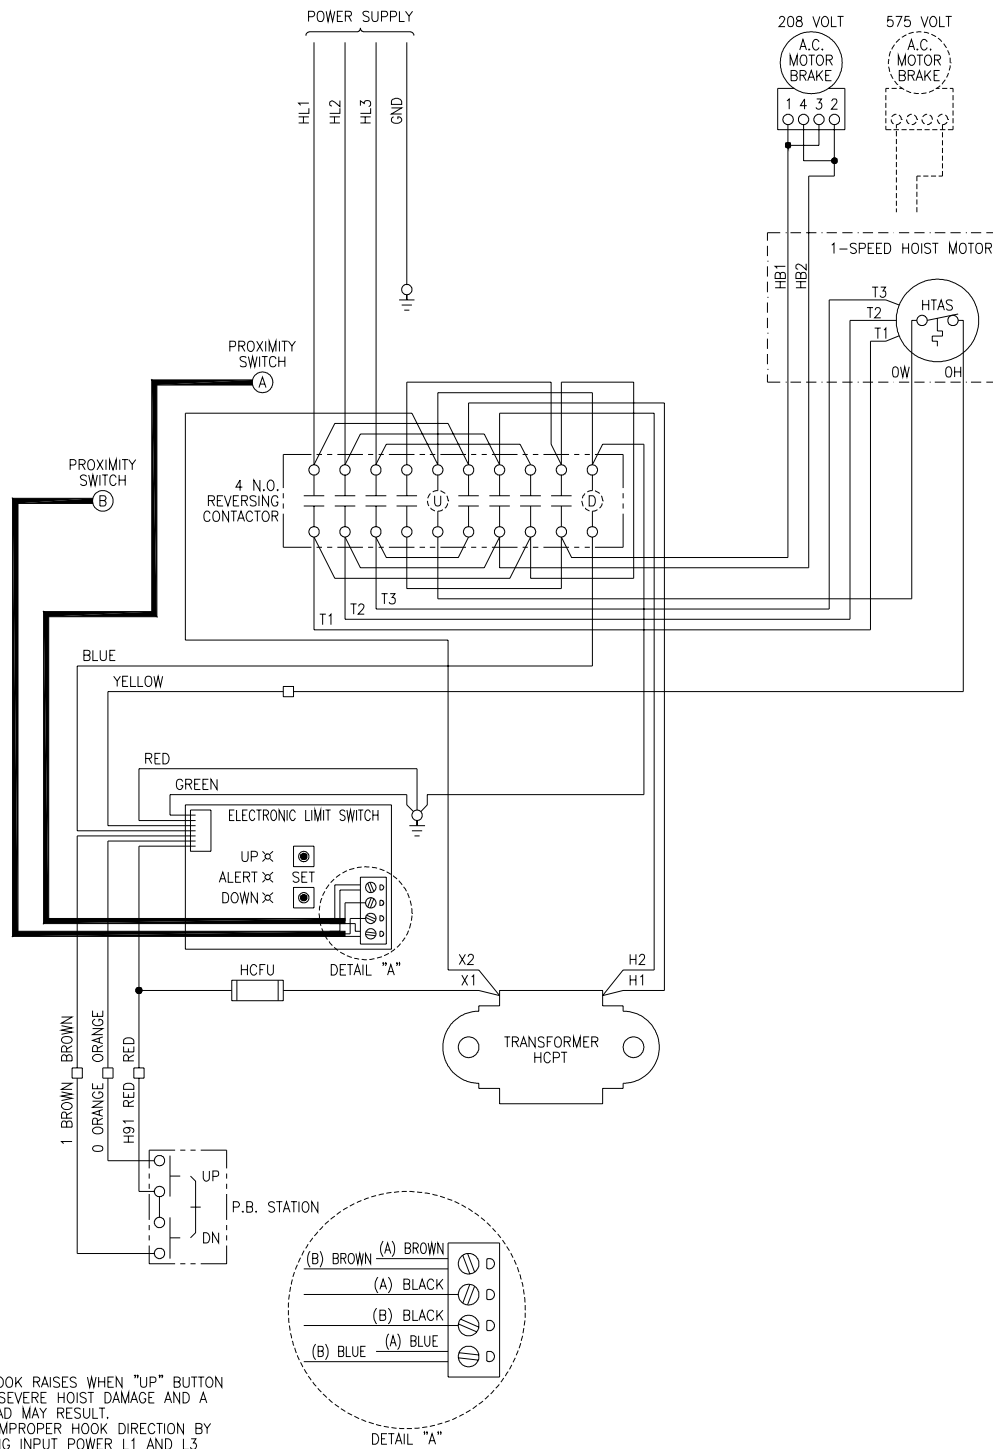 POWER SUPPLY
208 VOLT
575 VOLT
A.C.
MOTOR
BRAKE
A.C.
MOTOR
BRAKE
1 4 3 2
HL1
HL2
HL3
GND
1-SPEED HOIST MOTOR
HB1
HB2
T3
T2
T1
HTAS
OW
OH
PROXIMITY
SWITCH
A
PROXIMITY
SWITCH
B
4 N.O.
REVERSING
CONTACTOR
U
D
T1
T2
T3
BLUE
YELLOW
RED
GREEN
ELECTRONIC LIMIT SWITCH
UP
ALERT
SET
DOWN
D
D
D
D
DETAIL "A"
HCFU
X2
X1
H2
H1
TRANSFORMER
HCPT
BROWN
ORANGE
RED
1 BROWN
0 ORANGE
H91 RED
UP
DN
P.B. STATION
(A) BROWN
(B) BROWN
D
(A) BLACK
D
(B) BLACK
D
(A) BLUE
(B) BLUE
D
DETAIL "A"
OOK RAISES WHEN "UP" BUTTON
SEVERE HOIST DAMAGE AND A
AD MAY RESULT.
MPROPER HOOK DIRECTION BY
NG INPUT POWER L1 AND L3